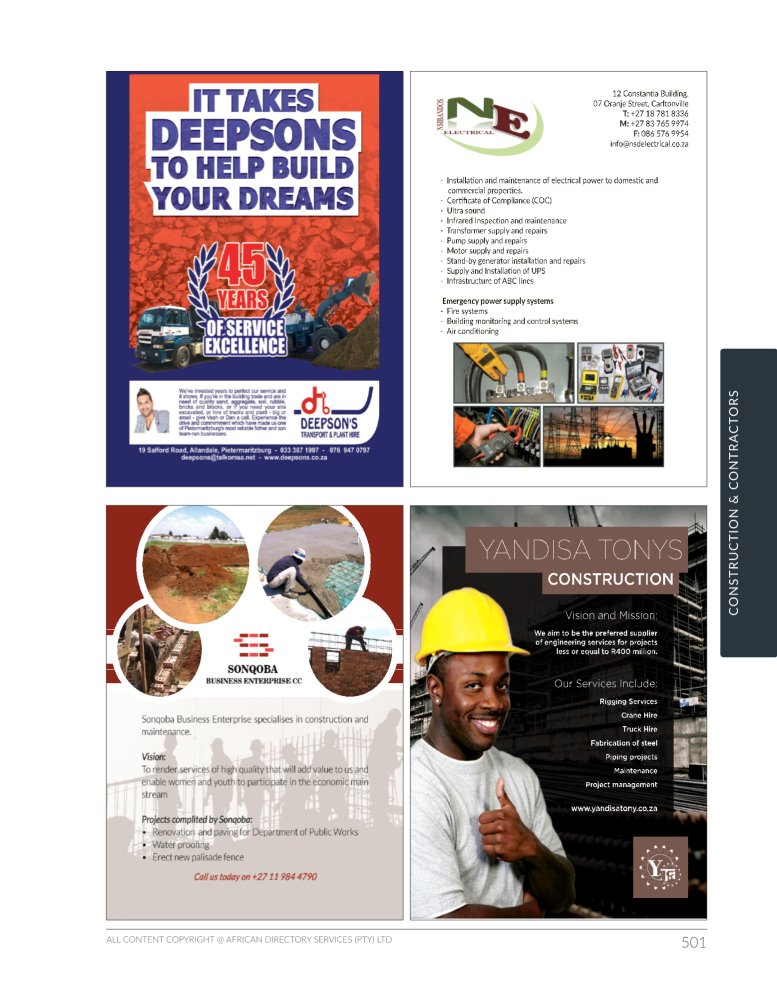 IT TAKES
DEEPSONS
TO HELP BUILD
YOUR DREAMS
45
YEARS
OF SERVICE
EXCELLENCE
We've invested years to perfect our service and
it shows. If you're in the building trade and are in
need of quality sand, aggregate, soil, rubble,
bricks and blocks, or if you need your site
excavated, or hire of trucks and plant - big or
small - give Vash or Dan a call. Experience the
drive and commimtment which have made us one
of Pietermaritzburg's most reliable father and son
team-run businesses.
DEEPSON'S
TRANSPORT & PLANT HIRE
19 Salford Road, Allandale, Pietermaritzburg - 033 387 1997 - 076 947 0797
deepsons@telkomsa.net - www.deepsons.co.za
NSIBANDOS
NE
ELECTRICAL
12 Constantia Building,
07 Oranje Street, Carltonville
T: +27 18 781 8336
M: +27 83 765 9974
F: 086 576 9954
info@nsdelectrical.co.za
- Installation and maintenance of electrical power to domestic and
commercial properties.
- Certificate of Compliance (COC)
- Ultra sound
- Infrared Inspection and maintenance
- Transformer supply and repairs
- Pump supply and repairs
- Motor supply and repairs
- Stand-by generator installation and repairs
- Supply and Installation of UPS
- Infrastructure of ABC lines
Emergency power supply systems
- Fire systems
- Building monitoring and control systems
- Air conditioning
SONQOBA
BUSINESS ENTERPRISE CC
Sonqoba Business Enterprise specialises in construction and
maintenance.
Vision:
To render services of high quality that will add value to us and
enable women and youth to participate in the economic main
stream
Projects complited by Sonqoba:
• Renovation and paving for Department of Public Works
• Water proofing
• Erect new palisade fence
Call us today on +27 11 984 4790
YANDISA TONYS
CONSTRUCTION
Vision and Mission:
We aim to be the preferred supplier
of engineering services for projects
less or equal to R400 million.
Our Services Include:
Rigging Services
Crane Hire
Truck Hire
Fabrication of steel
Piping projects
Maintenance
Project management
www.yandisatony.co.za
YTa
CONSTRUCTION & CONTRACTORS
ALL CONTENT COPYRIGHT @ AFRICAN DIRECTORY SERVICES (PTY) LTD
501